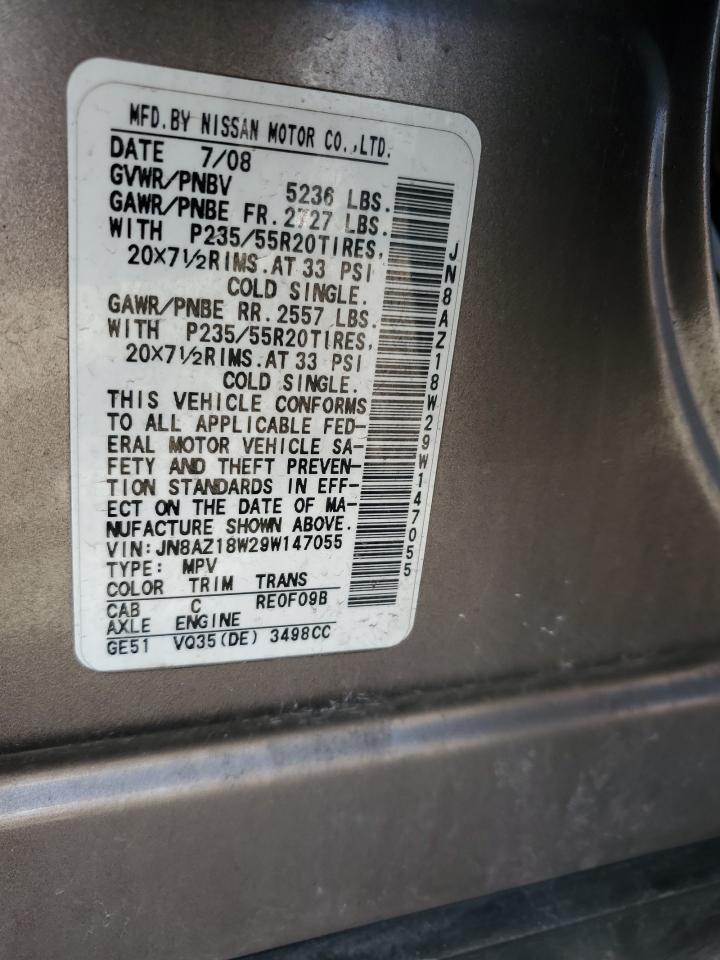 MFD.BY NISSAN MOTOR CO.,LTD.
DATE 7/08
GVWR/PNBV 5236 LBS.
GAWR/PNBE FR. 2727 LBS.
WITH P235/55R20TIRES,
20×7½RIMS.AT 33 PSI
COLD SINGLE.
GAWR/PNBE RR. 2557 LBS.
WITH P235/55R20TIRES,
20×7½RIMS.AT 33 PSI
COLD SINGLE.
THIS VEHICLE CONFORMS
TO ALL APPLICABLE FED-
ERAL MOTOR VEHICLE SA-
FETY AND THEFT PREVEN-
TION STANDARDS IN EFF-
ECT ON THE DATE OF MA-
NUFACTURE SHOWN ABOVE.
VIN:JN8AZ18W29W147055
TYPE: MPV
COLOR TRIM TRANS
CAB C RE0F09B
AXLE ENGINE
GE51 VQ35(DE) 3498CC
JN8AZ18W29W147055